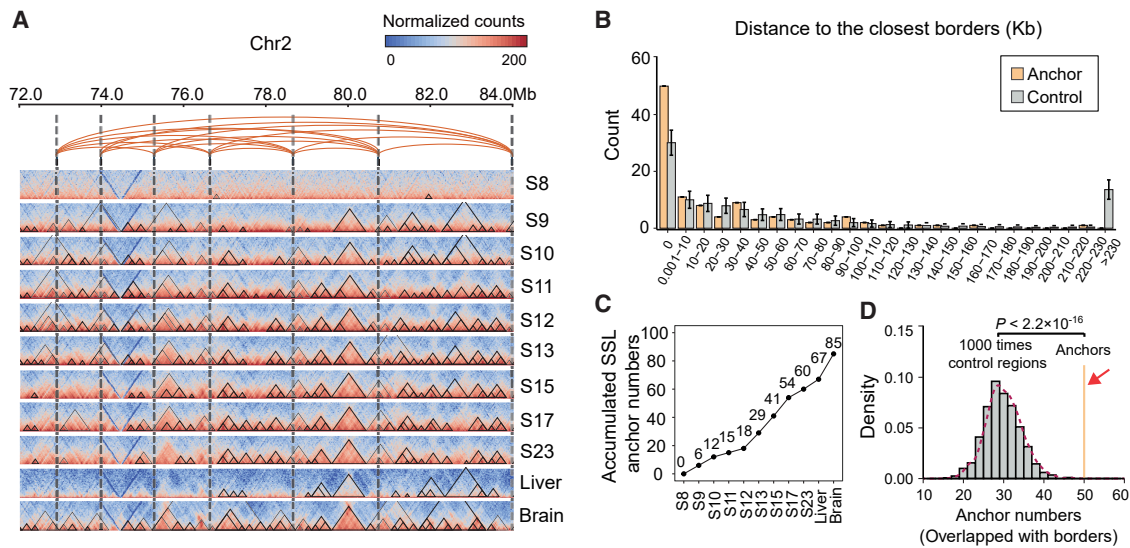 A
Normalized counts
0 200
Chr2
72.0 74.0 76.0 78.0 80.0 82.0 84.0Mb
S8
S9
S10
S11
S12
S13
S15
S17
S23
Liver
Brain
B
Distance to the closest borders (Kb)
Anchor
Control
Count
60
40
20
0
0 0.001~10 10~20 20~30 30~40 40~50 50~60 60~70 70~80 80~90 90~100 100~110 110~120 120~130 130~140 140~150 150~160 160~170 170~180 180~190 190~200 200~210 210~220 220~230 >230
C
Accumulated SSL
anchor numbers
100
80
60
40
20
0
0 6 12 15 18 29 41 54 60 67 85
S8 S9 S10 S11 S12 S13 S15 S17 S23 Liver Brain
D
P < 2.2×10-16
1000 times
control regions
Anchors
Density
0.15
0.10
0.05
0.00
10 20 30 40 50 60
Anchor numbers
(Overlapped with borders)